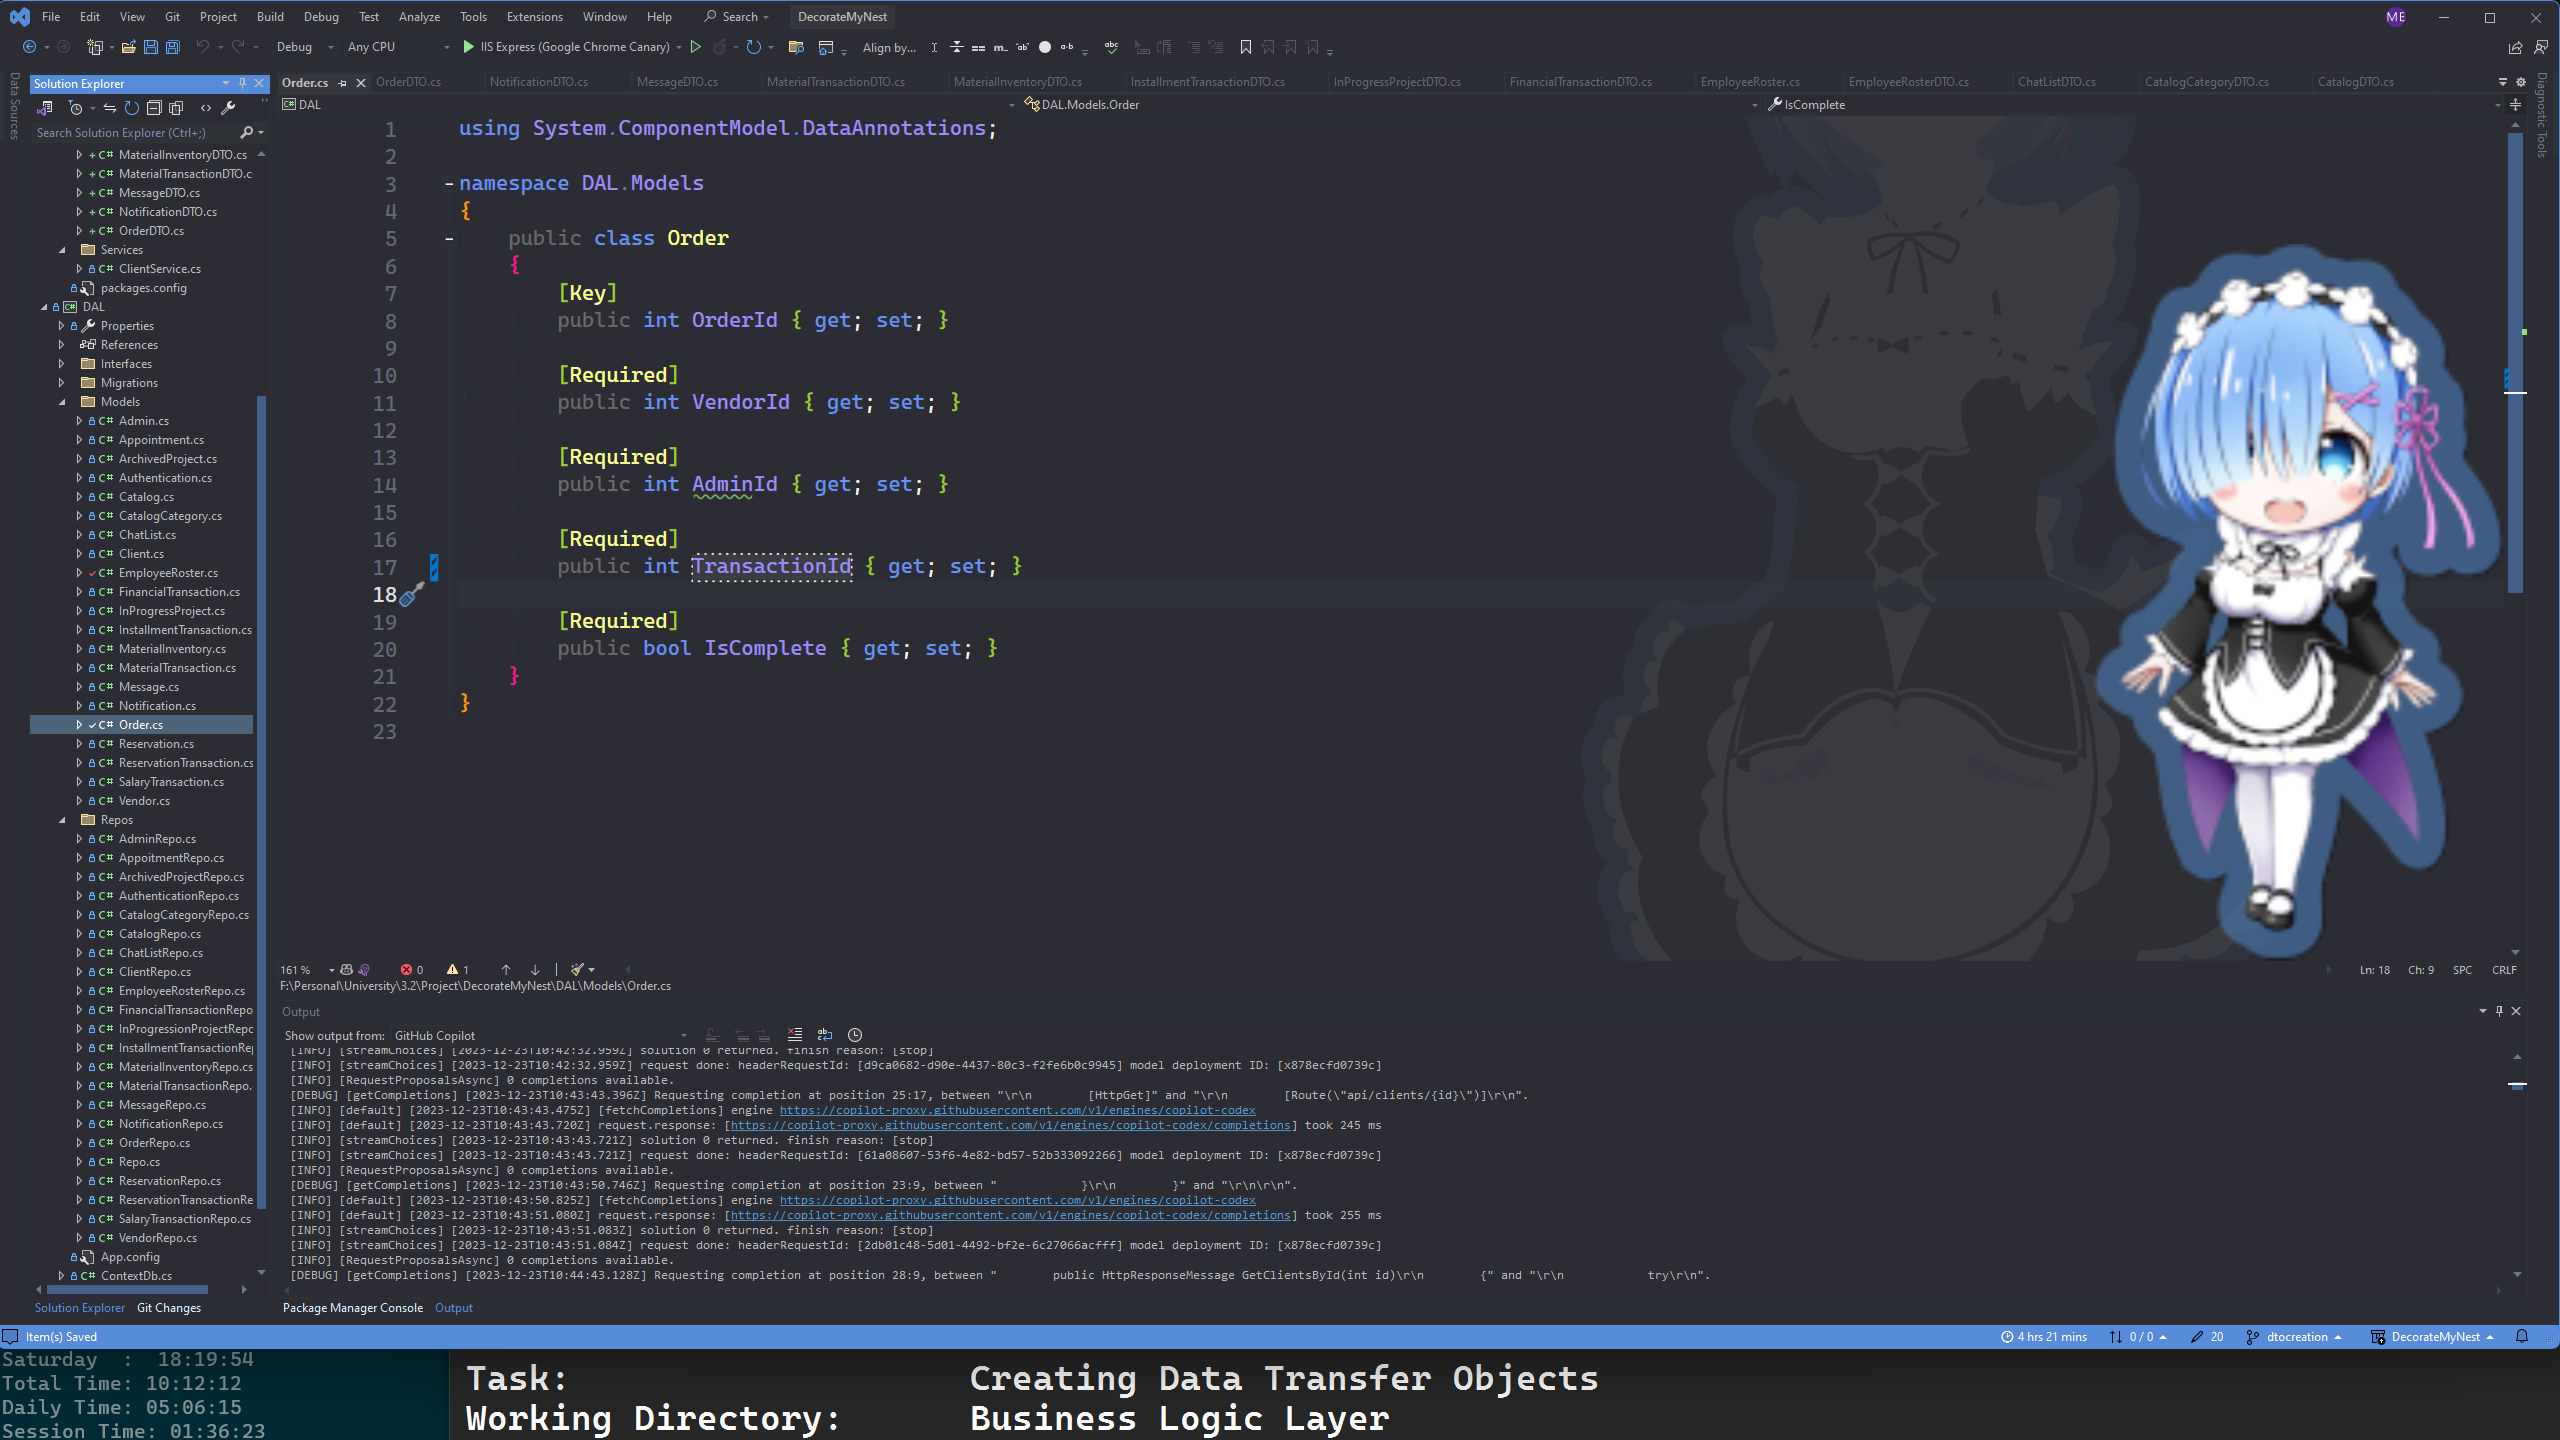 File Edit View Git Project Build Debug Test Analyze Tools Extensions Window Help Search DecorateMyNest ME
Debug Any CPU IIS Express (Google Chrome Canary) Align by...
Data Sources
Solution Explorer
Search Solution Explorer (Ctrl+;)
MaterialInventoryDTO.cs
MaterialTransactionDTO.c
MessageDTO.cs
NotificationDTO.cs
OrderDTO.cs
Services
ClientService.cs
packages.config
DAL
Properties
References
Interfaces
Migrations
Models
Admin.cs
Appointment.cs
ArchivedProject.cs
Authentication.cs
Catalog.cs
CatalogCategory.cs
ChatList.cs
Client.cs
EmployeeRoster.cs
FinancialTransaction.cs
InProgressProject.cs
InstallmentTransaction.cs
MaterialInventory.cs
MaterialTransaction.cs
Message.cs
Notification.cs
Order.cs
Reservation.cs
ReservationTransaction.cs
SalaryTransaction.cs
Vendor.cs
Repos
AdminRepo.cs
AppoitmentRepo.cs
ArchivedProjectRepo.cs
AuthenticationRepo.cs
CatalogCategoryRepo.cs
CatalogRepo.cs
ChatListRepo.cs
ClientRepo.cs
EmployeeRosterRepo.cs
FinancialTransactionRepo
InProgressionProjectRepo
InstallmentTransactionRe
MaterialInventoryRepo.cs
MaterialTransactionRepo.
MessageRepo.cs
NotificationRepo.cs
OrderRepo.cs
Repo.cs
ReservationRepo.cs
ReservationTransactionRe
SalaryTransactionRepo.cs
VendorRepo.cs
App.config
ContextDb.cs
Solution Explorer Git Changes
Order.cs OrderDTO.cs NotificationDTO.cs MessageDTO.cs MaterialTransactionDTO.cs MaterialInventoryDTO.cs InstallmentTransactionDTO.cs InProgressProjectDTO.cs FinancialTransactionDTO.cs EmployeeRoster.cs EmployeeRosterDTO.cs ChatListDTO.cs CatalogCategoryDTO.cs CatalogDTO.cs
Diagnostic Tools
DAL DAL.Models.Order IsComplete
1 using System.ComponentModel.DataAnnotations;
2
3 namespace DAL.Models
4 {
5 public class Order
6 {
7 [Key]
8 public int OrderId { get; set; }
9
10 [Required]
11 public int VendorId { get; set; }
12
13 [Required]
14 public int AdminId { get; set; }
15
16 [Required]
17 public int TransactionId { get; set; }
18
19 [Required]
20 public bool IsComplete { get; set; }
21 }
22 }
23
161 % 0 1 Ln: 18 Ch: 9 SPC CRLF
F:\Personal\University\3.2\Project\DecorateMyNest\DAL\Models\Order.cs
Output
Show output from: GitHub Copilot
[INFO] [streamChoices] [2023-12-23T10:42:32.959Z] solution 0 returned. finish reason: [stop]
[INFO] [streamChoices] [2023-12-23T10:42:32.959Z] request done: headerRequestId: [d9ca0682-d90e-4437-80c3-f2fe6b0c9945] model deployment ID: [x878ecfd0739c]
[INFO] [RequestProposalsAsync] 0 completions available.
[DEBUG] [getCompletions] [2023-12-23T10:43:43.396Z] Requesting completion at position 25:17, between "\r\n [HttpGet]" and "\r\n [Route(\"api/clients/{id}\")]\r\n".
[INFO] [default] [2023-12-23T10:43:43.475Z] [fetchCompletions] engine https://copilot-proxy.githubusercontent.com/v1/engines/copilot-codex
[INFO] [default] [2023-12-23T10:43:43.720Z] request.response: [https://copilot-proxy.githubusercontent.com/v1/engines/copilot-codex/completions] took 245 ms
[INFO] [streamChoices] [2023-12-23T10:43:43.721Z] solution 0 returned. finish reason: [stop]
[INFO] [streamChoices] [2023-12-23T10:43:43.721Z] request done: headerRequestId: [61a08607-53f6-4e82-bd57-52b333092266] model deployment ID: [x878ecfd0739c]
[INFO] [RequestProposalsAsync] 0 completions available.
[DEBUG] [getCompletions] [2023-12-23T10:43:50.746Z] Requesting completion at position 23:9, between " }\r\n }" and "\r\n\r\n".
[INFO] [default] [2023-12-23T10:43:50.825Z] [fetchCompletions] engine https://copilot-proxy.githubusercontent.com/v1/engines/copilot-codex
[INFO] [default] [2023-12-23T10:43:51.080Z] request.response: [https://copilot-proxy.githubusercontent.com/v1/engines/copilot-codex/completions] took 255 ms
[INFO] [streamChoices] [2023-12-23T10:43:51.083Z] solution 0 returned. finish reason: [stop]
[INFO] [streamChoices] [2023-12-23T10:43:51.084Z] request done: headerRequestId: [2db01c48-5d01-4492-bf2e-6c27066acfff] model deployment ID: [x878ecfd0739c]
[INFO] [RequestProposalsAsync] 0 completions available.
[DEBUG] [getCompletions] [2023-12-23T10:44:43.128Z] Requesting completion at position 28:9, between " public HttpResponseMessage GetClientsById(int id)\r\n {" and "\r\n try\r\n".
Package Manager Console Output
Item(s) Saved 4 hrs 21 mins 0 / 0 20 dtocreation DecorateMyNest
Saturday : 18:19:54
Total Time: 10:12:12
Daily Time: 05:06:15
Session Time: 01:36:23
Task: Creating Data Transfer Objects
Working Directory: Business Logic Layer